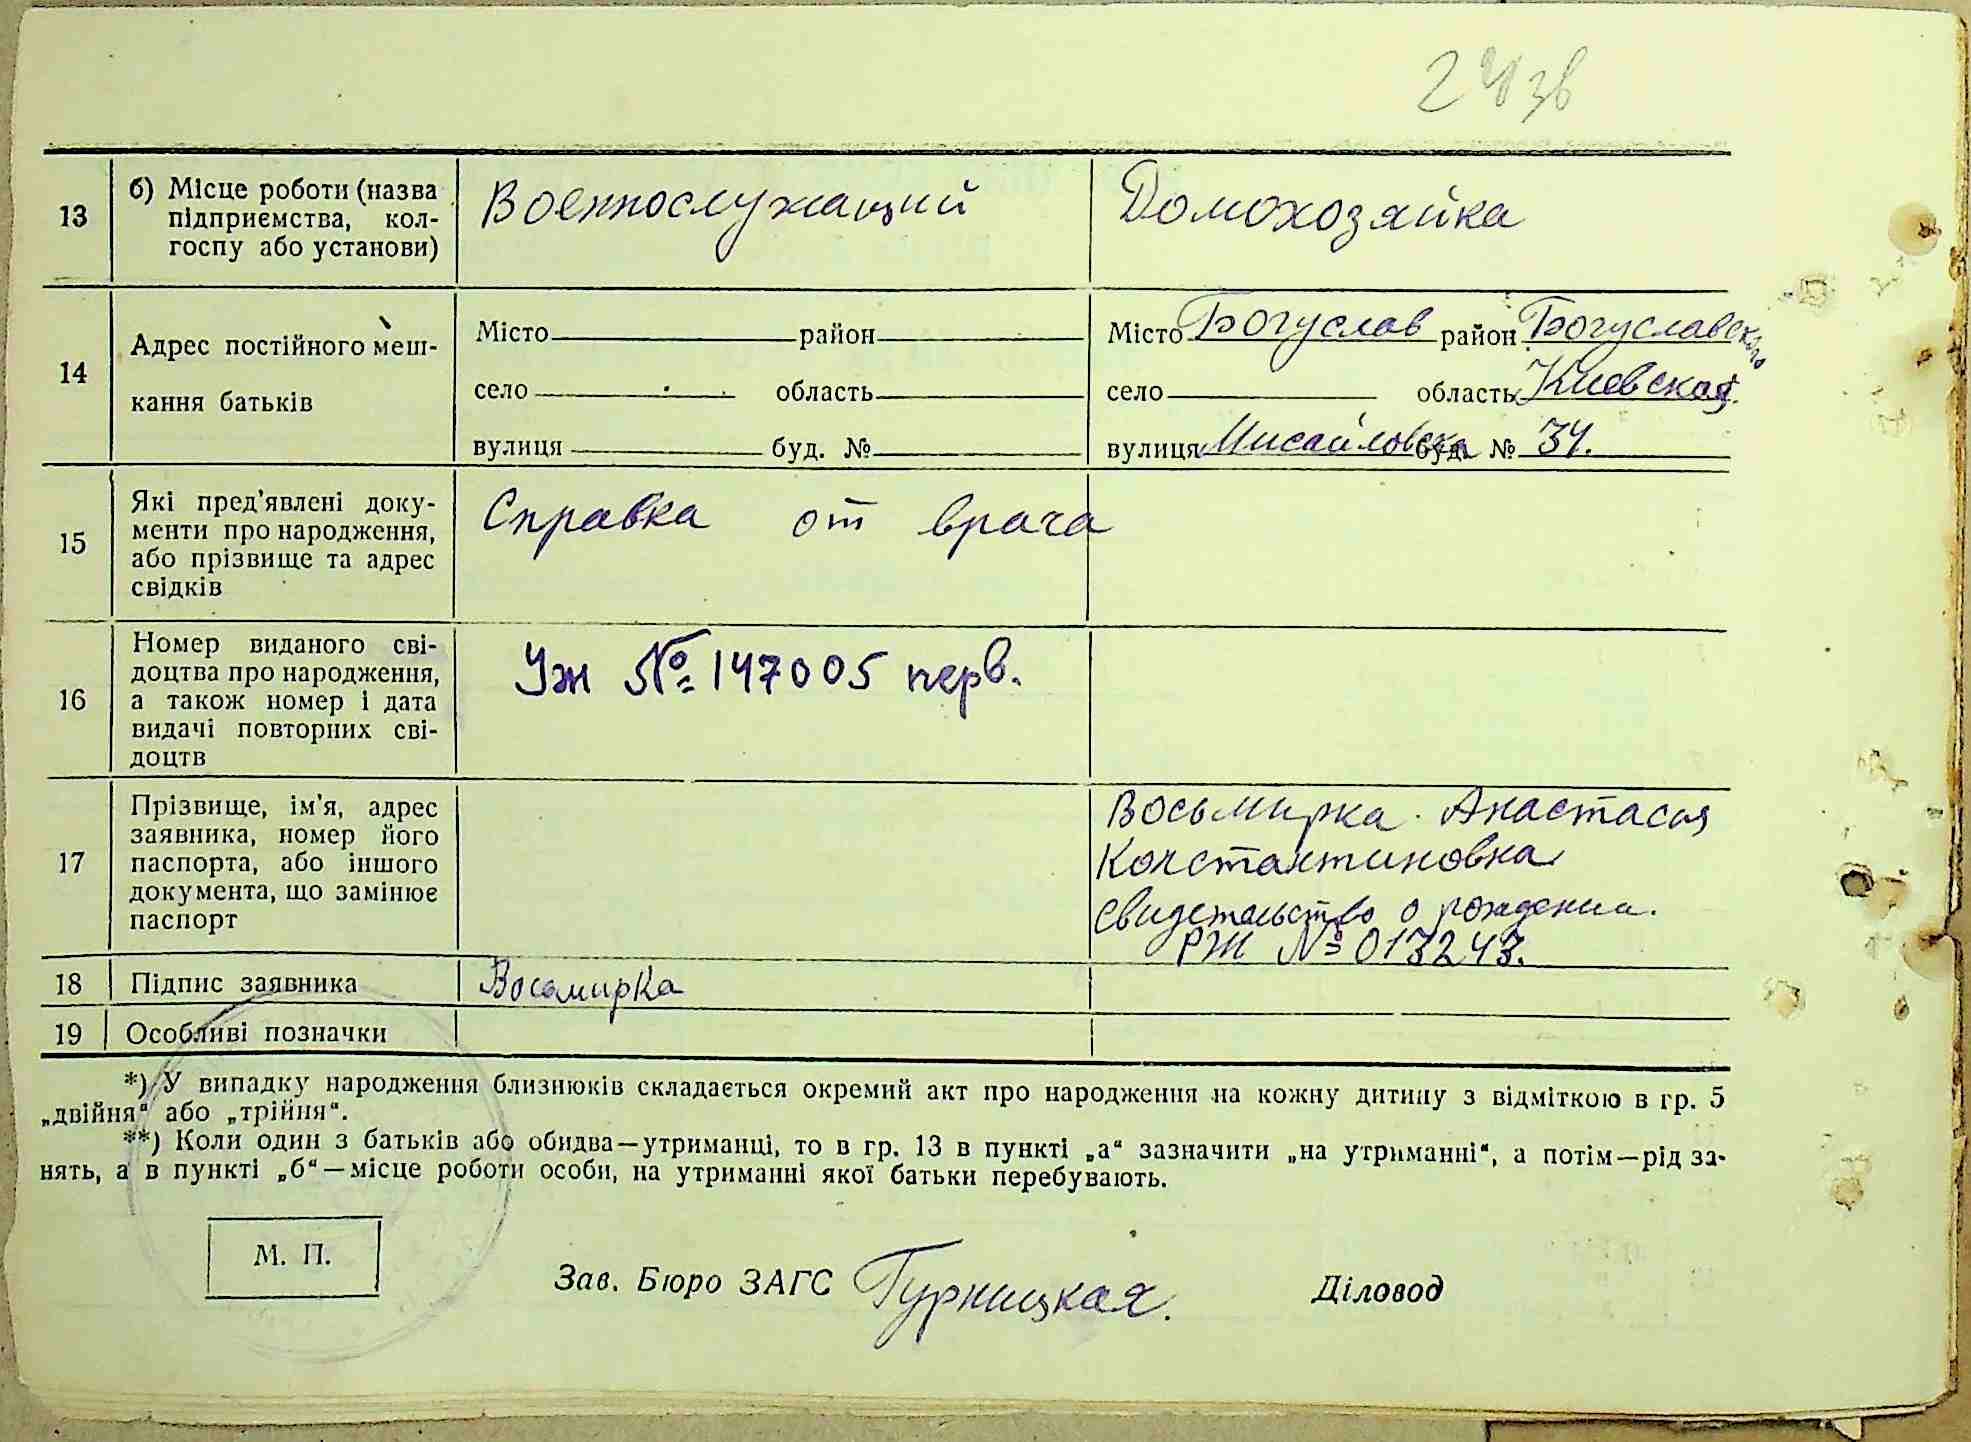 243в
13 б) Місце роботи (назва Военнослужащий Домохозяйка
підприємства, кол-
госпу або установи)
14 Адрес постійного меш-
кання батьків
Місто район Місто Богуслав район Богуславского
село область село область Киевская
вулиця буд. № вулиця Мисайловска буд. № 34.
15 Які пред'явлені доку- Справка от врача
менти про народження,
або прізвище та адрес
свідків
16 Номер виданого сві- Уж № 147005 перв.
доцтва про народження,
а також номер і дата
видачі повторних сві-
доцтв
17 Прізвище, ім'я, адрес Восьмирка Анастасия
заявника, номер його Константиновна
паспорта, або іншого свидетельство о рождении.
документа, що замінює РЖ № 013243.
паспорт
18 Підпис заявника Восьмирка
19 Особливі позначки
*) У випадку народження близнюків складається окремий акт про народження на кожну дитину з відміткою в гр. 5
„двійня“ або „трійня“.
**) Коли один з батьків або обидва—утриманці, то в гр. 13 в пункті „а“ зазначити „на утриманні“, а потім—рід за-
нять, а в пункті „б“—місце роботи особи, на утриманні якої батьки перебувають.
М. П.
Зав. Бюро ЗАГС Гурницкая. Діловод